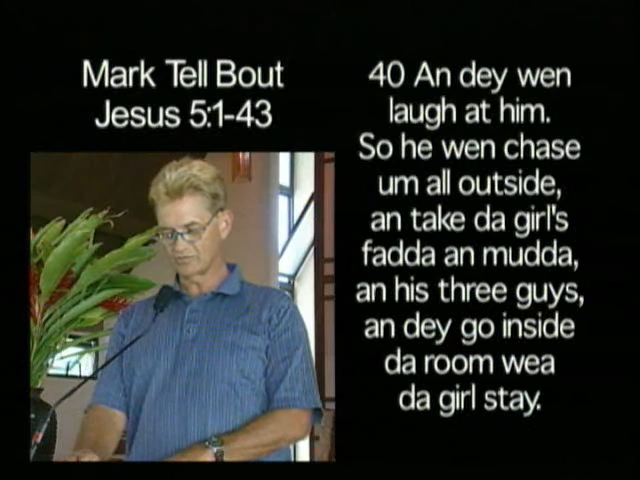 Mark Tell Bout
Jesus 5:1-43
40 An dey wen
laugh at him.
So he wen chase
um all outside,
an take da girl's
fadda an mudda,
an his three guys,
an dey go inside
da room wea
da girl stay.